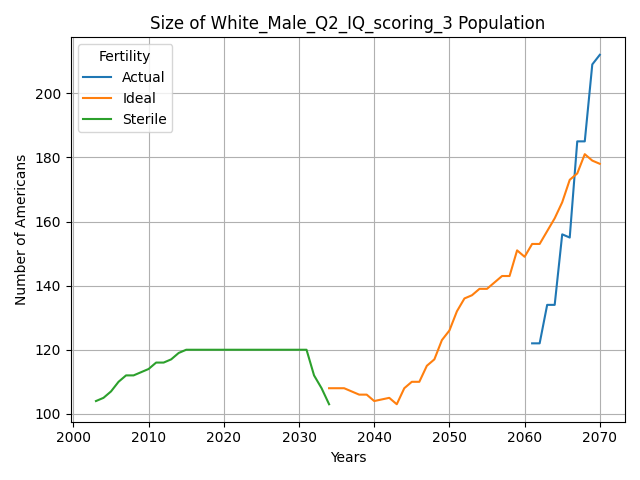 Size of White_Male_Q2_IQ_scoring_3 Population
Fertility
Actual
Ideal
Sterile
Number of Americans
200
180
160
140
120
100
2000 2010 2020 2030 2040 2050 2060 2070
Years